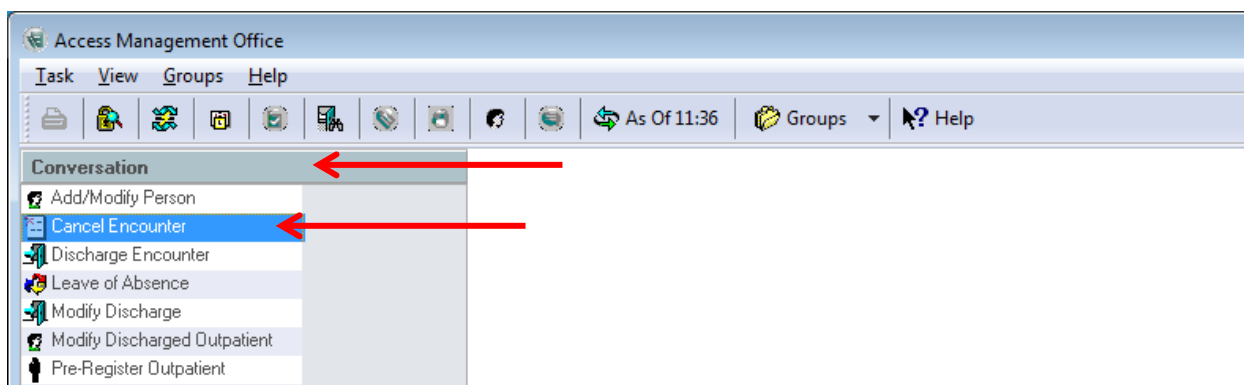 Access Management Office
Task View Groups Help
As Of 11:36 Groups Help
Conversation
Add/Modify Person
Cancel Encounter
Discharge Encounter
Leave of Absence
Modify Discharge
Modify Discharged Outpatient
Pre-Register Outpatient